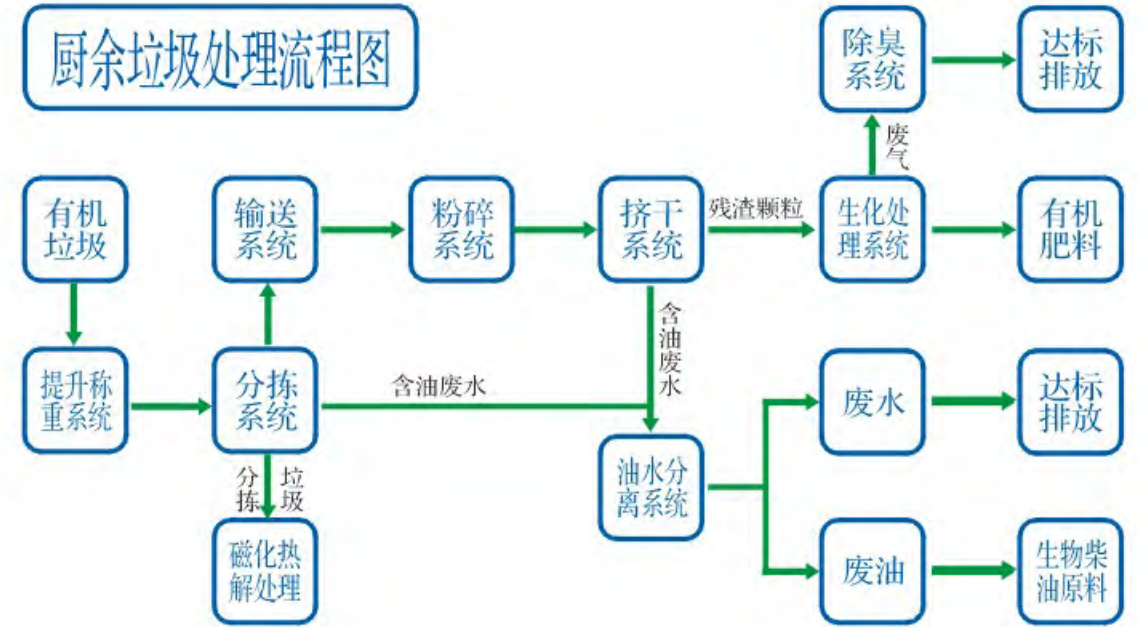 厨余垃圾处理流程图
除臭
系统
达标
排放
废
气
有机
垃圾
输送
系统
粉碎
系统
挤干
系统
残渣颗粒
生化处
理系统
有机
肥料
含
油
废
水
提升称
重系统
分拣
系统
含油废水
废水
达标
排放
分
拣
垃
圾
油水分
离系统
磁化热
解处理
废油
生物柴
油原料